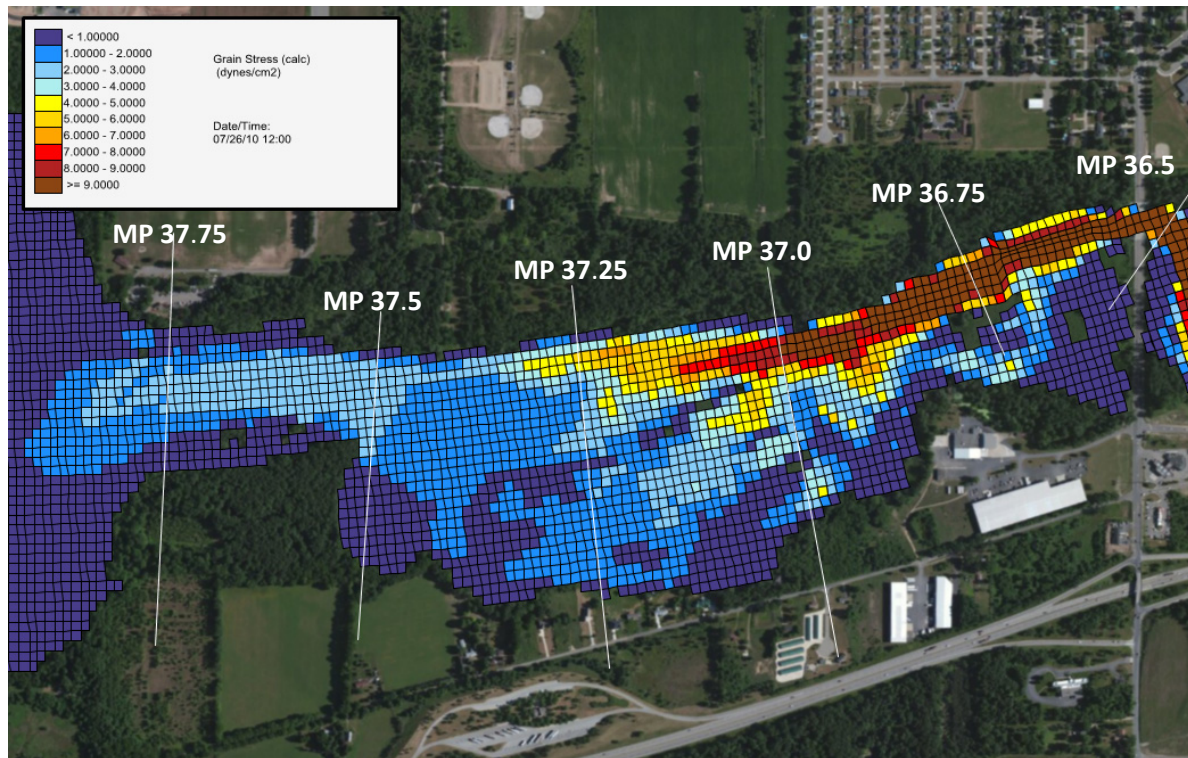 < 1.00000
1.00000 - 2.0000
2.0000 - 3.0000
3.0000 - 4.0000
4.0000 - 5.0000
5.0000 - 6.0000
6.0000 - 7.0000
7.0000 - 8.0000
8.0000 - 9.0000
>= 9.0000
Grain Stress (calc)
(dynes/cm2)
Date/Time:
07/26/10 12:00
MP 36.5
MP 36.75
MP 37.0
MP 37.25
MP 37.5
MP 37.75